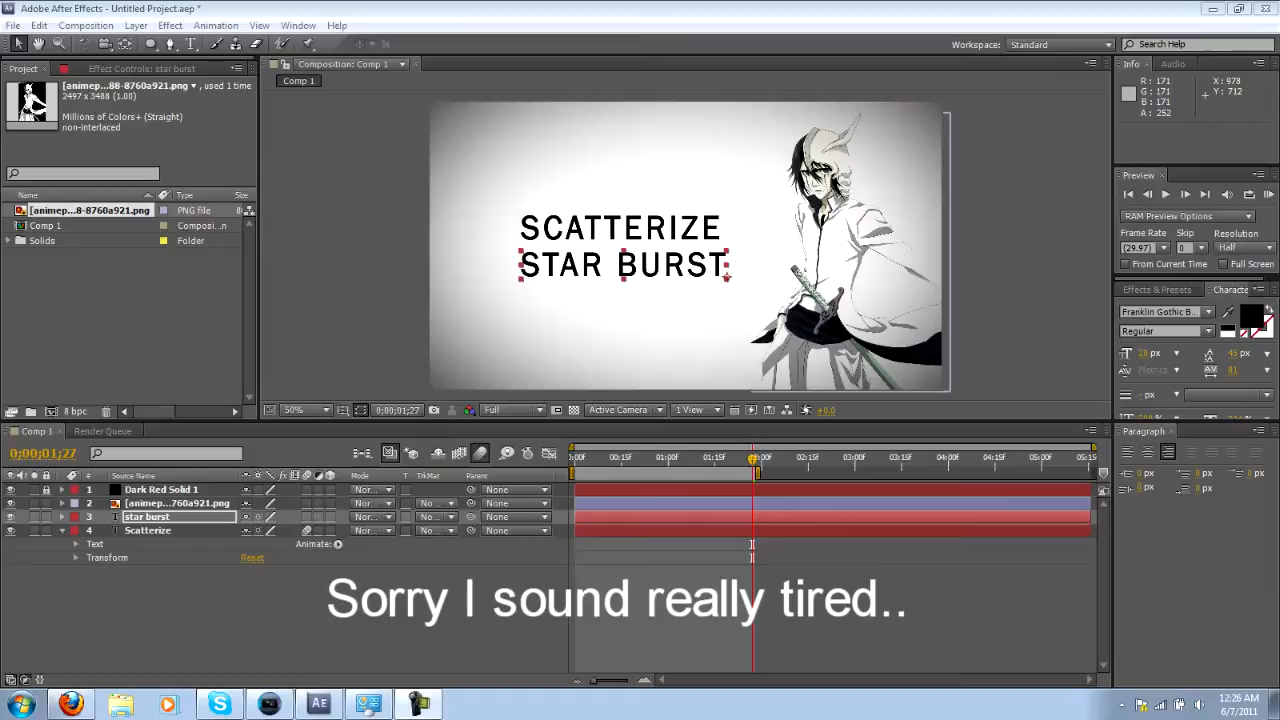 Adobe After Effects - Untitled Project.aep *
File Edit Composition Layer Effect Animation View Window Help
Workspace: Standard
Search Help
Project
Effect Controls: star burst
Composition: Comp 1
Info
Audio
[animep...88-8760a921.png , used 1 time
2497 x 3488 (1.00)
Millions of Colors+ (Straight)
non-interlaced
Comp 1
R: 171
G: 171
B: 171
A: 252
X: 978
Y: 712
Name Type Size
[animep...8-8760a921.png PNG file 8
Comp 1 Composi...n
Solids Folder
SCATTERIZE
STAR BURST
Preview
RAM Preview Options
Frame Rate Skip Resolution
(29.97) 0 Half
From Current Time Full Screen
Effects & Presets Characte
Franklin Gothic B...
Regular
28 px 45 px
Metrics 81
- px
8 bpc
50% 0;00;01;27 Full Active Camera 1 View +0.0
Comp 1 Render Queue
Paragraph
0;00;01;27
0 px 0 px 0 px
0 px 0 px
):00f 00:15f 01:00f 01:15f 02:15f 03:00f 03:15f 04:00f 04:15f 05:00f 05:15
# Source Name Mode T TrkMat Parent
1 Dark Red Solid 1 Nor... None
2 [animep...760a921.png Nor... No... None
3 T star burst Nor... No... None
4 T Scatterize Nor... No... None
Text Animate:
Transform Reset
Sorry I sound really tired..
12:26 AM
6/7/2011